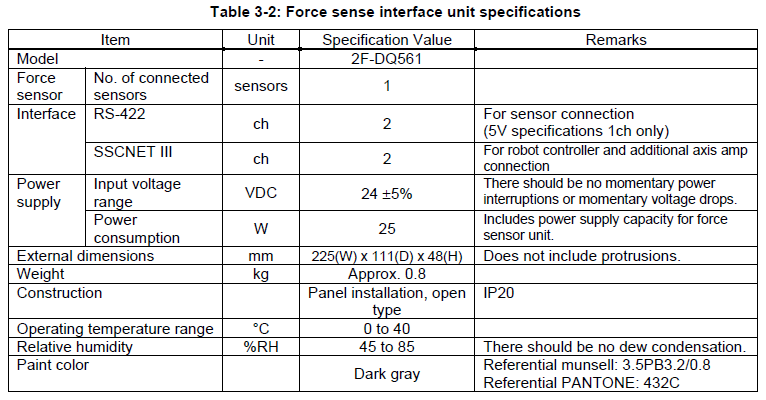 Table 3-2: Force sense interface unit specifications
Item Unit Specification Value Remarks
Model - 2F-DQ561
Force sensor No. of connected sensors sensors 1
Interface RS-422 ch 2 For sensor connection (5V specifications 1ch only)
SSCNET III ch 2 For robot controller and additional axis amp connection
Power supply Input voltage range VDC 24 ±5% There should be no momentary power interruptions or momentary voltage drops.
Power consumption W 25 Includes power supply capacity for force sensor unit.
External dimensions mm 225(W) x 111(D) x 48(H) Does not include protrusions.
Weight kg Approx. 0.8
Construction Panel installation, open type IP20
Operating temperature range °C 0 to 40
Relative humidity %RH 45 to 85 There should be no dew condensation.
Paint color Dark gray Referential munsell: 3.5PB3.2/0.8 Referential PANTONE: 432C